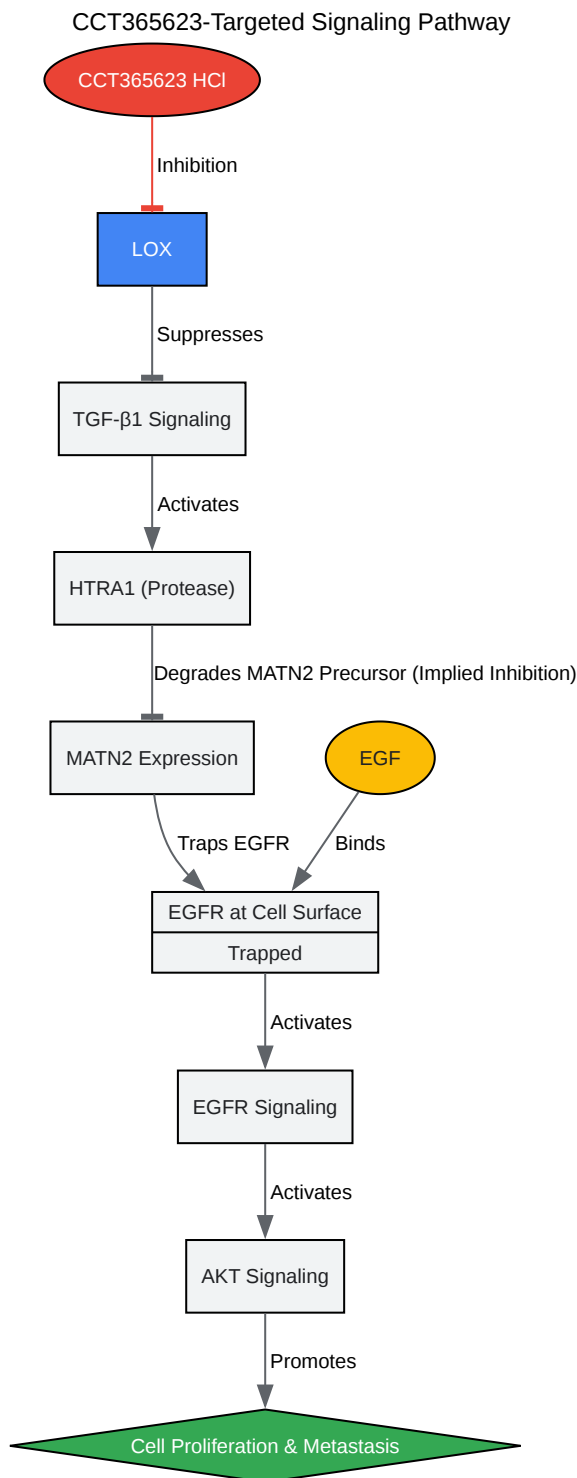 CCT365623-Targeted Signaling Pathway
CCT365623 HCl
Inhibition
LOX
Suppresses
TGF-β1 Signaling
Activates
HTRA1 (Protease)
Degrades MATN2 Precursor (Implied Inhibition)
MATN2 Expression
EGF
Traps EGFR
Binds
EGFR at Cell Surface
Trapped
Activates
EGFR Signaling
Activates
AKT Signaling
Promotes
Cell Proliferation & Metastasis